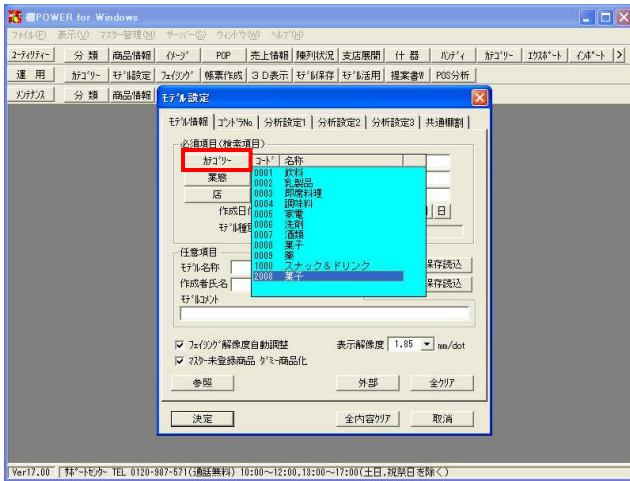 棚POWER for Windows
ファイル(F) 表示(V) マスター管理(M) サーバー(S) ウィンドウ(W) ヘルプ(H)
ユーティリティー 分 類 商品情報 イメージ POP 売上情報 陳列状況 支店展開 什 器 ハンディ カテゴリー エクスポート インポート
運 用 カテゴリー モデル設定 フェイシング 帳票作成 3D表示 モデル保存 モデル活用 提案書W POS分析
メンテナンス 分 類 商品情報
モデル設定
モデル情報 コントラNo. 分析設定1 分析設定2 分析設定3 共通棚割
必須項目(検索項目)
カテゴリー コード 名称
業態
店
作成日付 日
モデル種別
0001 飲料
0002 乳製品
0003 即席料理
0004 調味料
0005 家電
0006 洗剤
0007 酒類
0008 菓子
0009 薬
1000 スナック&ドリンク
2008 菓子
任意項目
モデル名称 保存読込
作成者氏名 保存読込
モデルコメント
フェイシング解像度自動調整 表示解像度 1.85 mm/dot
マスター未登録商品 ダミー商品化
参照 外部 全クリア
決定 全内容クリア 取消
Ver17.00 サポートセンター TEL 0120-987-571(通話無料) 10:00~12:00,13:00~17:00(土日,祝祭日を除く)